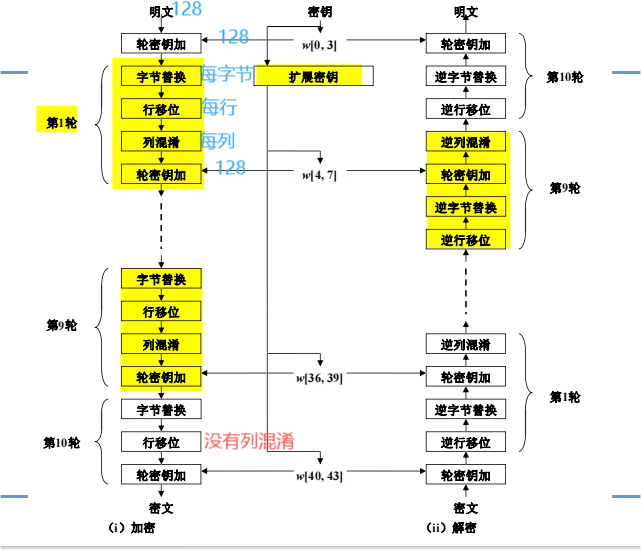 明文
128
密钥
明文
轮密钥加
128
w[0, 3]
轮密钥加
第1轮
字节替换
每字节
扩展密钥
逆字节替换
第10轮
行移位
每行
逆行移位
列混淆
每列
逆列混淆
轮密钥加
128
w[4, 7]
轮密钥加
第9轮
逆字节替换
逆行移位
第9轮
字节替换
行移位
列混淆
逆列混淆
轮密钥加
w[36, 39]
轮密钥加
第1轮
第10轮
字节替换
逆字节替换
行移位
没有列混淆
逆行移位
轮密钥加
w[40, 43]
轮密钥加
密文
密文
（i）加密
（ii）解密